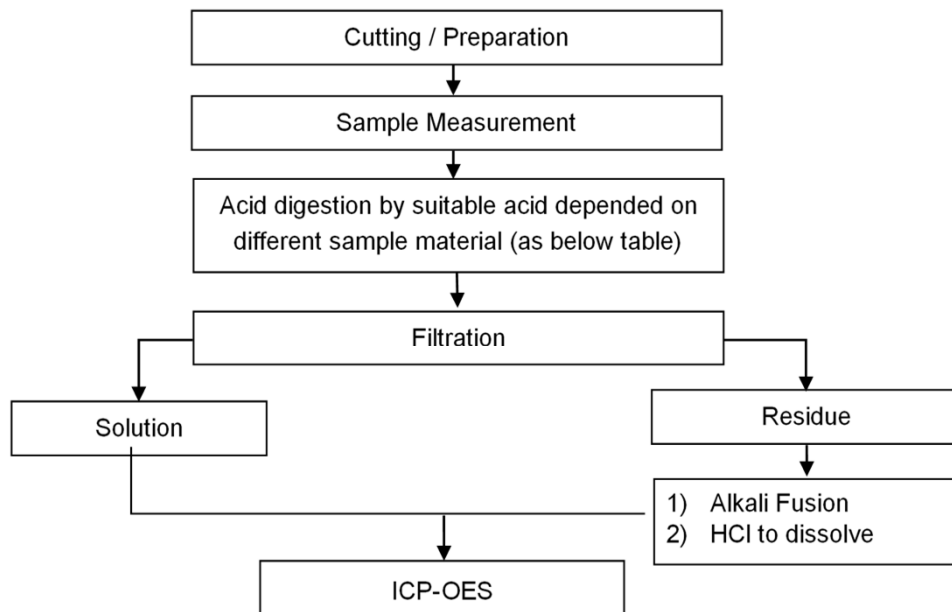 Cutting / Preparation
Sample Measurement
Acid digestion by suitable acid depended on
different sample material (as below table)
Filtration
Solution
Residue
1) Alkali Fusion
2) HCl to dissolve
ICP-OES